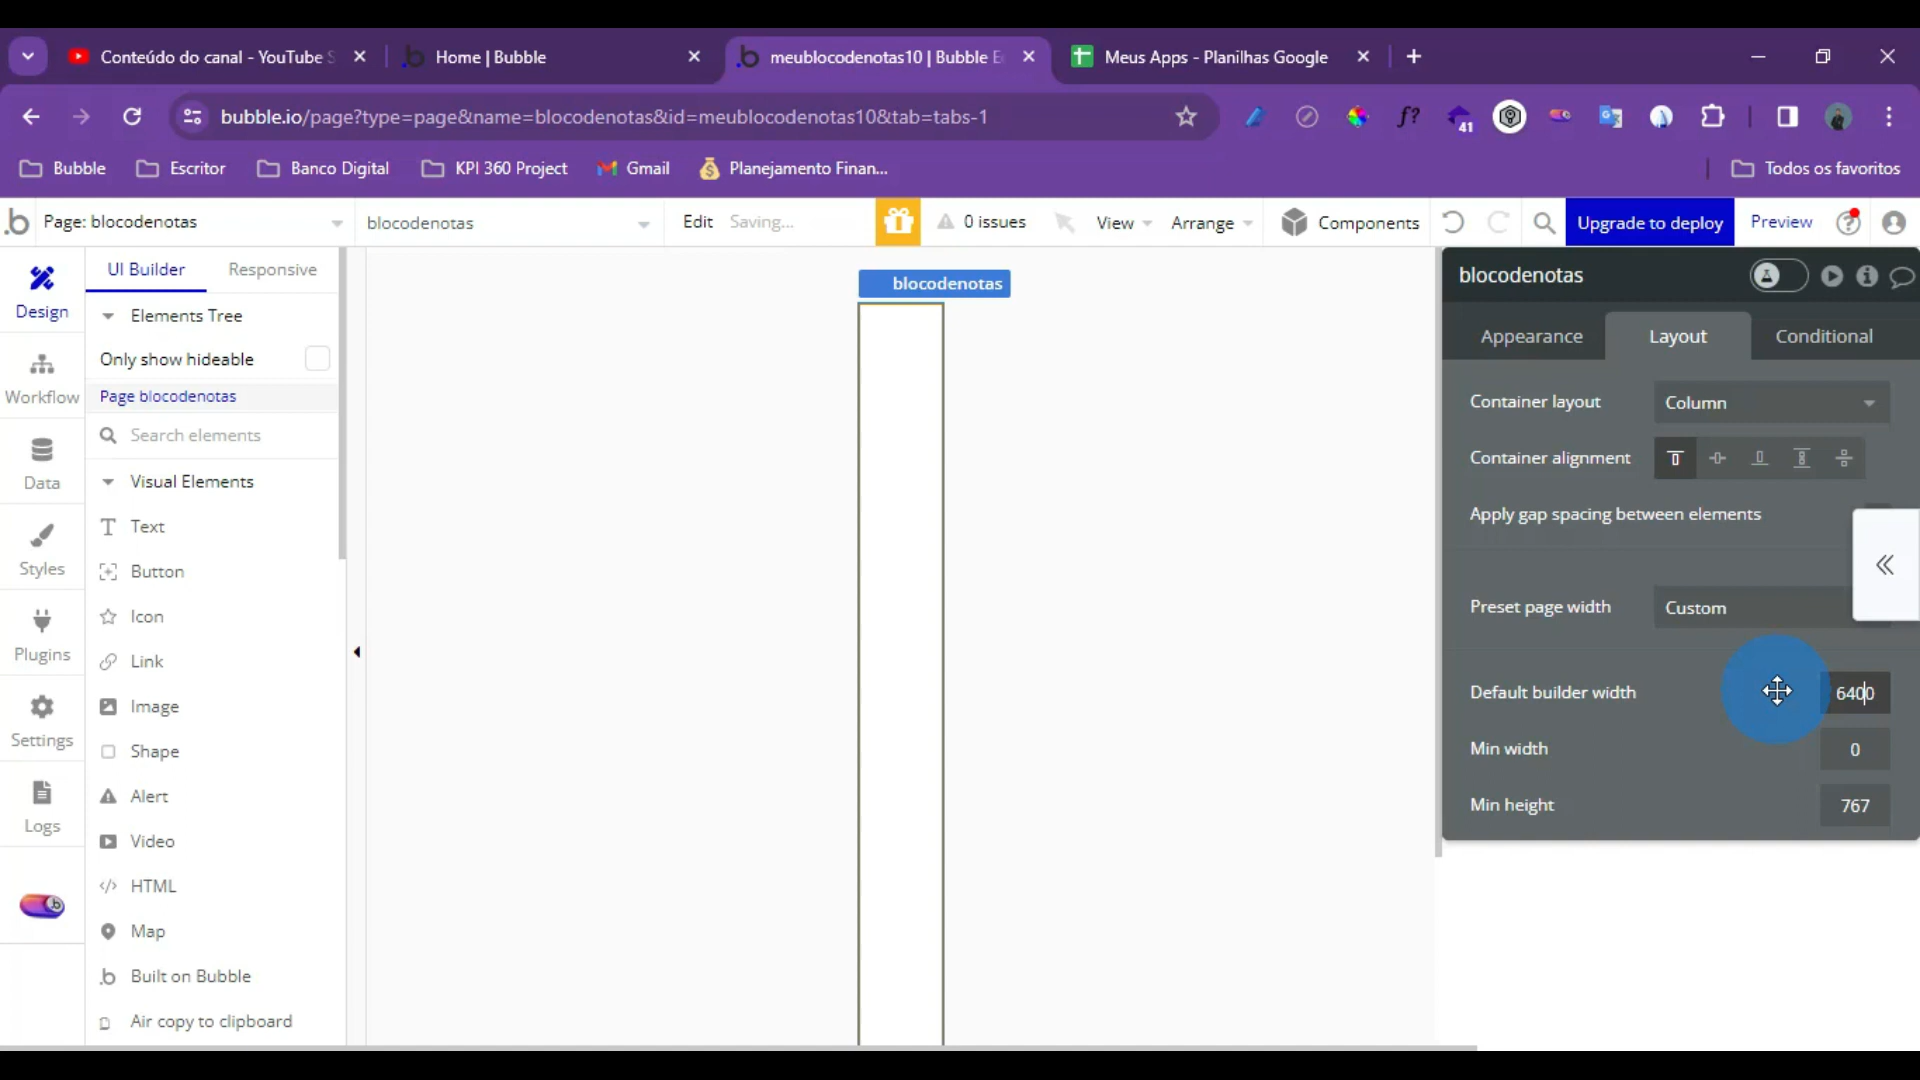 Conteúdo do canal - YouTube S
Home | Bubble
meublocodenotas10 | Bubble E
Meus Apps - Planilhas Google
bubble.io/page?type=page&name=blocodenotas&id=meublocodenotas10&tab=tabs-1
f?
41
Bubble
Escritor
Banco Digital
KPI 360 Project
Gmail
Planejamento Finan...
Todos os favoritos
Page: blocodenotas
blocodenotas
Edit
Saving...
0 issues
View
Arrange
Components
Upgrade to deploy
Preview
Design
Workflow
Data
Styles
Plugins
Settings
Logs
UI Builder
Responsive
Elements Tree
Only show hideable
Page blocodenotas
Search elements
Visual Elements
Text
Button
Icon
Link
Image
Shape
Alert
Video
HTML
Map
Built on Bubble
Air copy to clipboard
blocodenotas
blocodenotas
Appearance
Layout
Conditional
Container layout
Column
Container alignment
Apply gap spacing between elements
Preset page width
Custom
Default builder width
6400
Min width
0
Min height
767